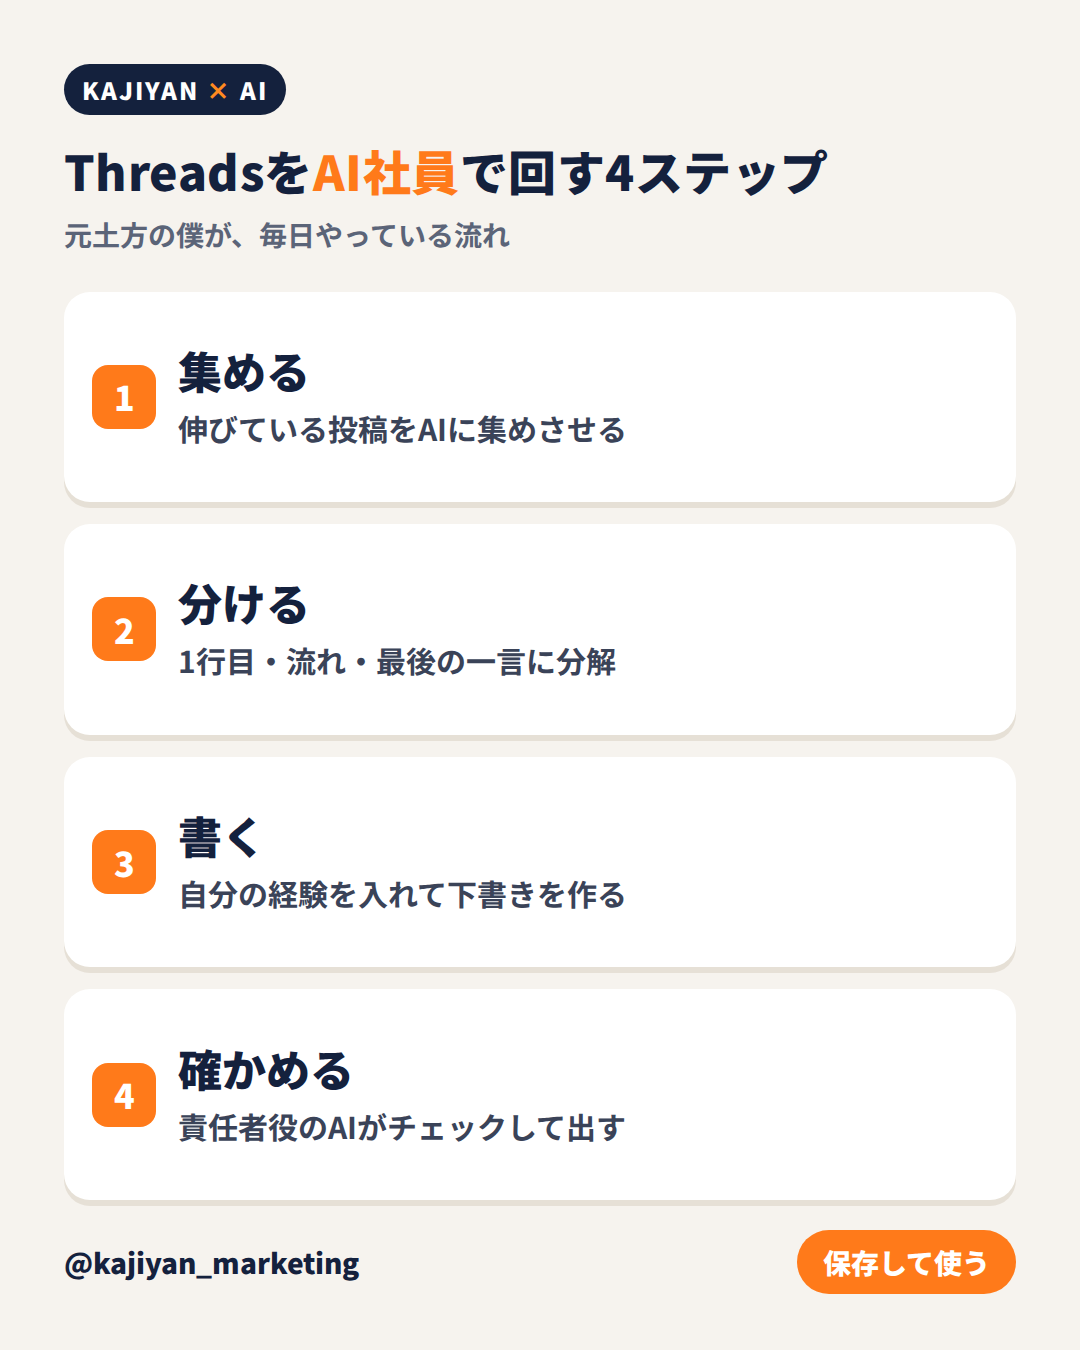 KAJIYAN × AI
ThreadsをAI社員で回す4ステップ
元土方の僕が、毎日やっている流れ
1
集める
伸びている投稿をAIに集めさせる
2
分ける
1行目・流れ・最後の一言に分解
3
書く
自分の経験を入れて下書きを作る
4
確かめる
責任者役のAIがチェックして出す
@kajiyan_marketing
保存して使う